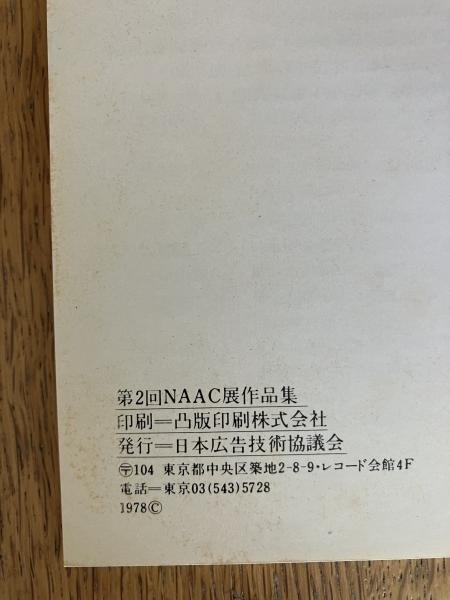 第2回NAAC展作品集
印刷＝凸版印刷株式会社
発行＝日本広告技術協議会
〶104 東京都中央区築地2-8-9・レコード会館4F
電話＝東京03(543)5728
1978©